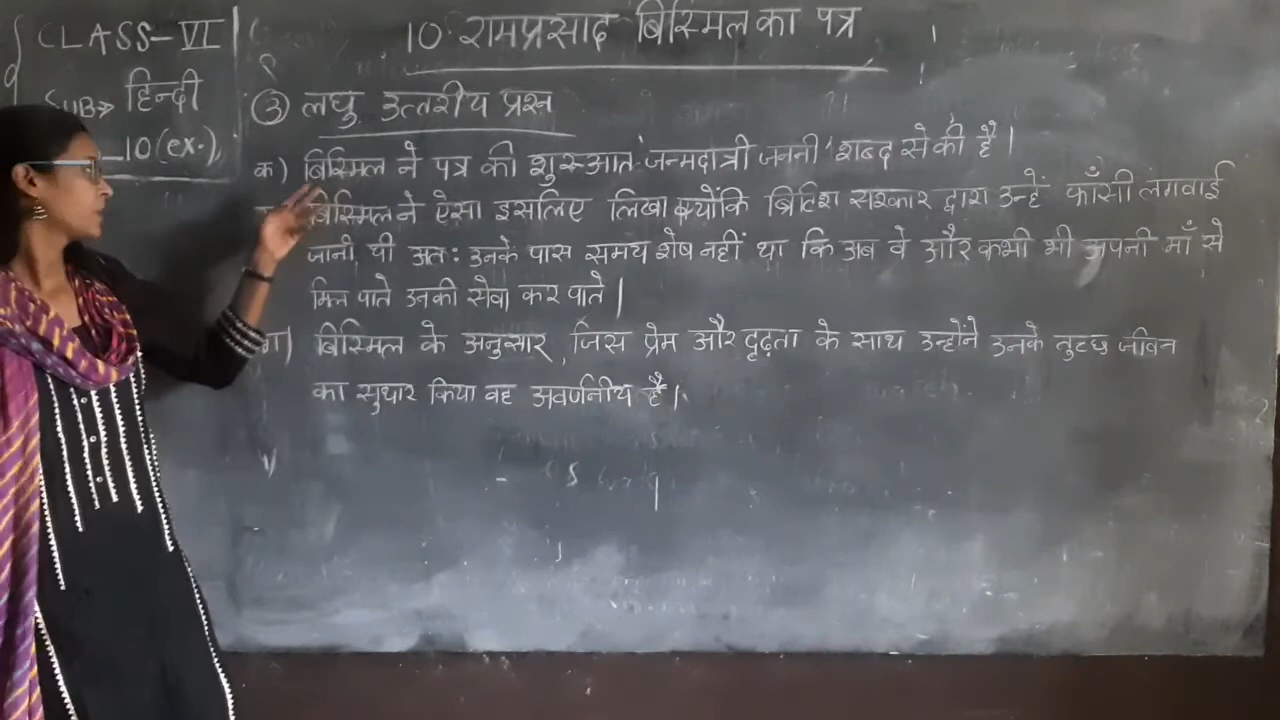 CLASS-VI
SUB→ हिन्दी
10(ex.)
10. रामप्रसाद बिस्मिल का पत्र
③ लघु उत्तरीय प्रश्न
क) बिस्मिल ने पत्र की शुरुआत 'जन्मदात्री जननी' शब्द से की है।
बिस्मिल ने ऐसा इसलिए लिखा क्योंकि ब्रिटिश सरकार द्वारा उन्हें फाँसी लगवाई
जानी थी अतः उनके पास समय शेष नहीं था कि अब वे और कभी भी अपनी माँ से
मिल पाते उनकी सेवा कर पाते।
ग) बिस्मिल के अनुसार, जिस प्रेम और दृढ़ता के साथ उन्होंने उनके तुच्छ जीवन
का सुधार किया वह अवर्णनीय है।